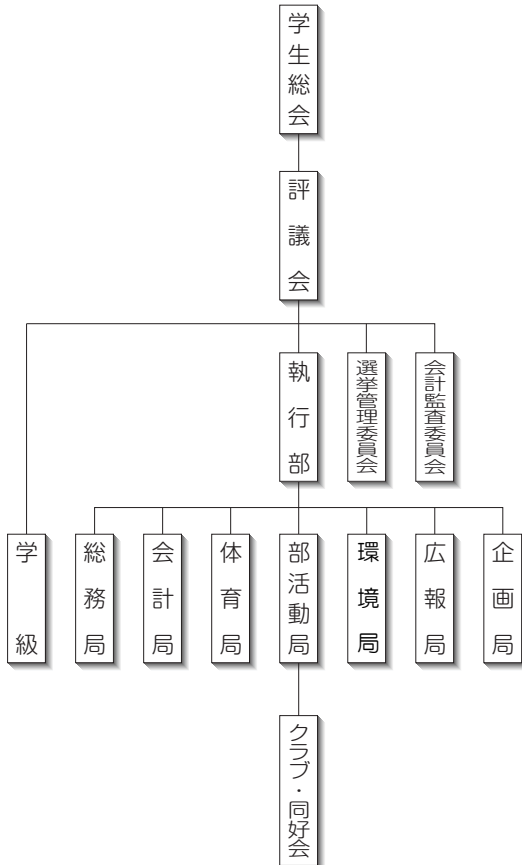 学生総会
評議会
執行部
選挙管理委員会
会計監査委員会
学級
総務局
会計局
体育局
部活動局
環境局
広報局
企画局
クラブ・同好会